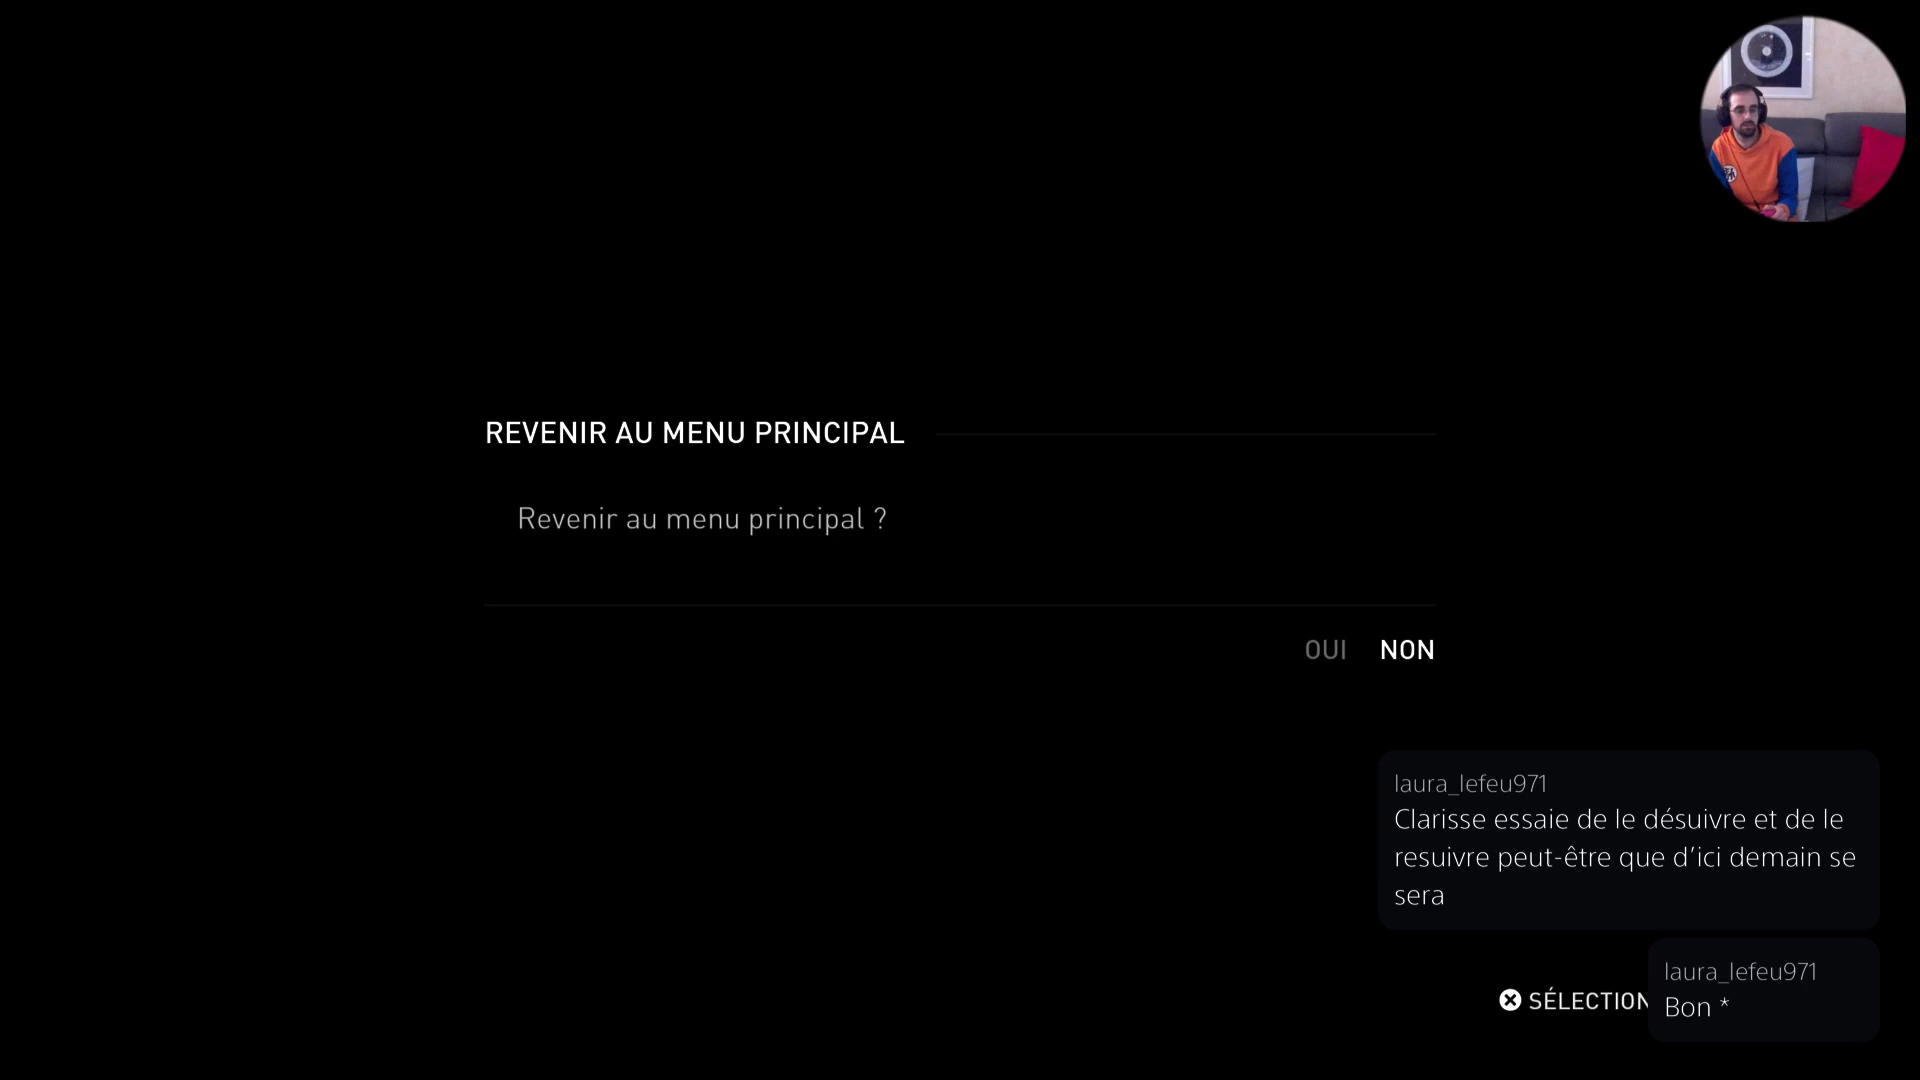 REVENIR AU MENU PRINCIPAL
Revenir au menu principal ?
OUI NON
laura_lefeu971
Clarisse essaie de le désuivre et de le
resuivre peut-être que d’ici demain se
sera
laura_lefeu971
Bon *
SÉLECTION